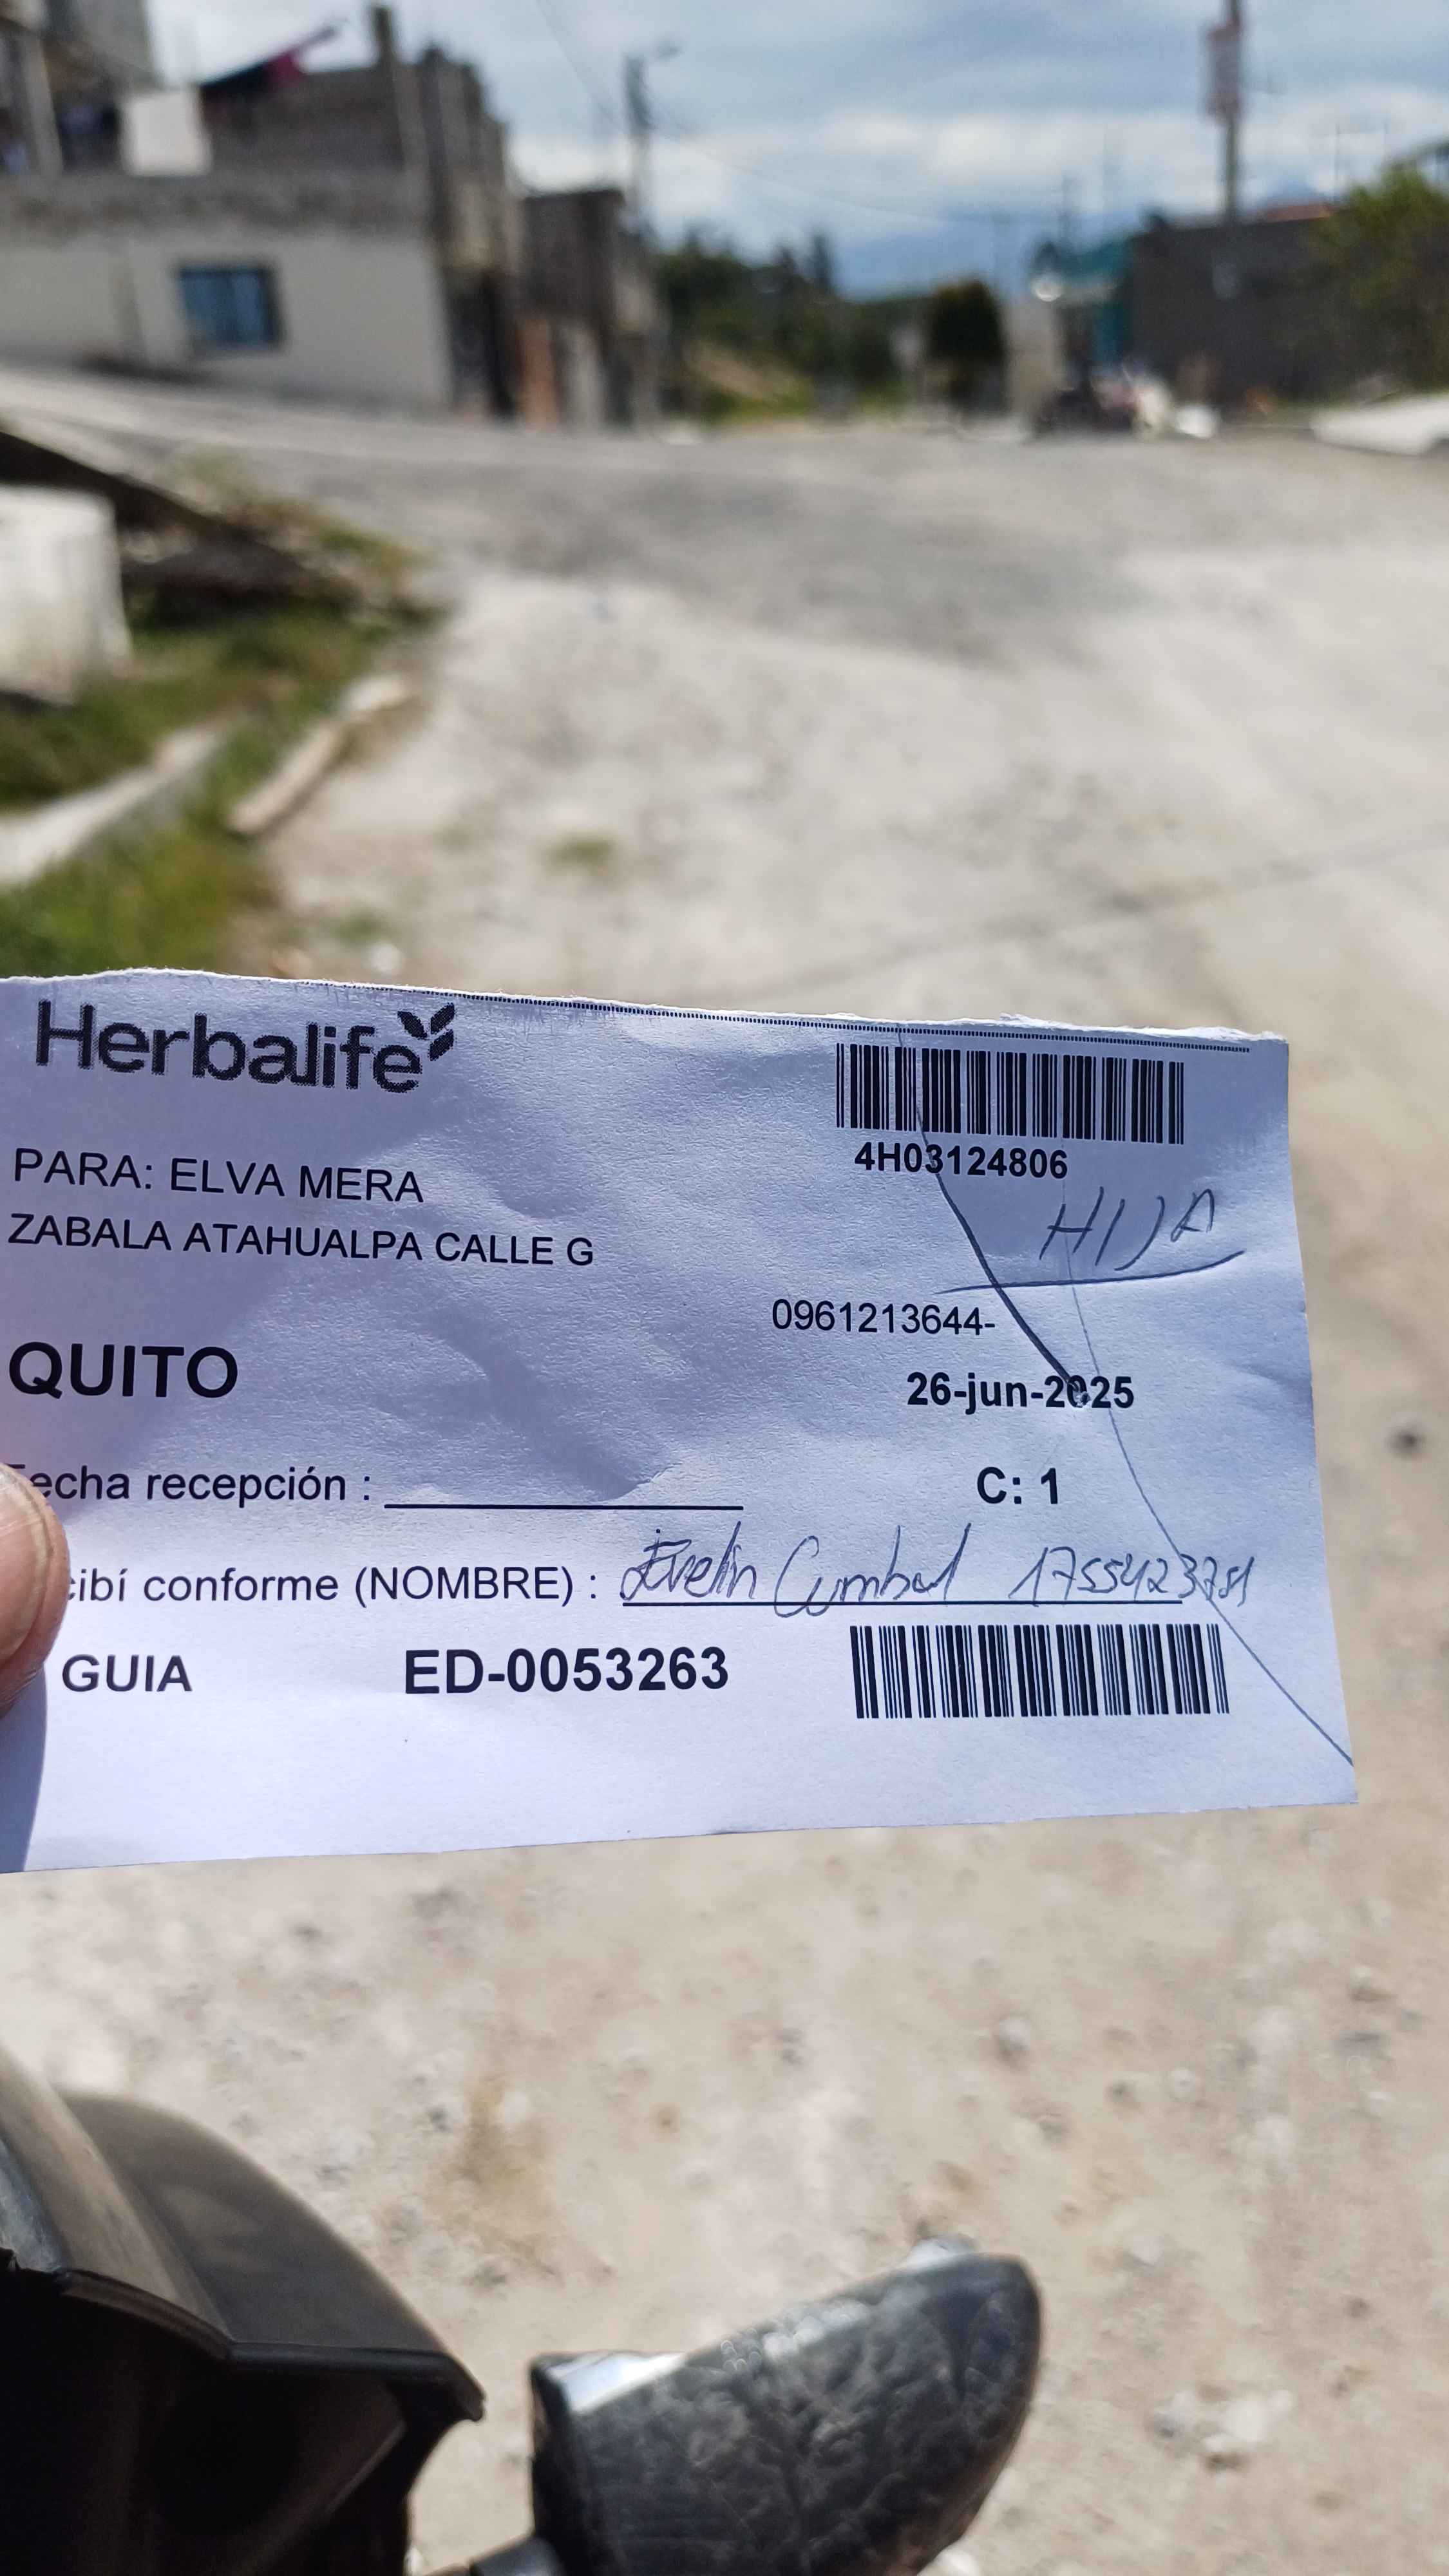 Herbalife
4H03124806
PARA: ELVA MERA
HIJA
ZABALA ATAHUALPA CALLE G
0961213644-
QUITO
26-jun-2025
echa recepción :
C: 1
cibí conforme (NOMBRE) : Evelin Cumbal
GUIA ED-0053263